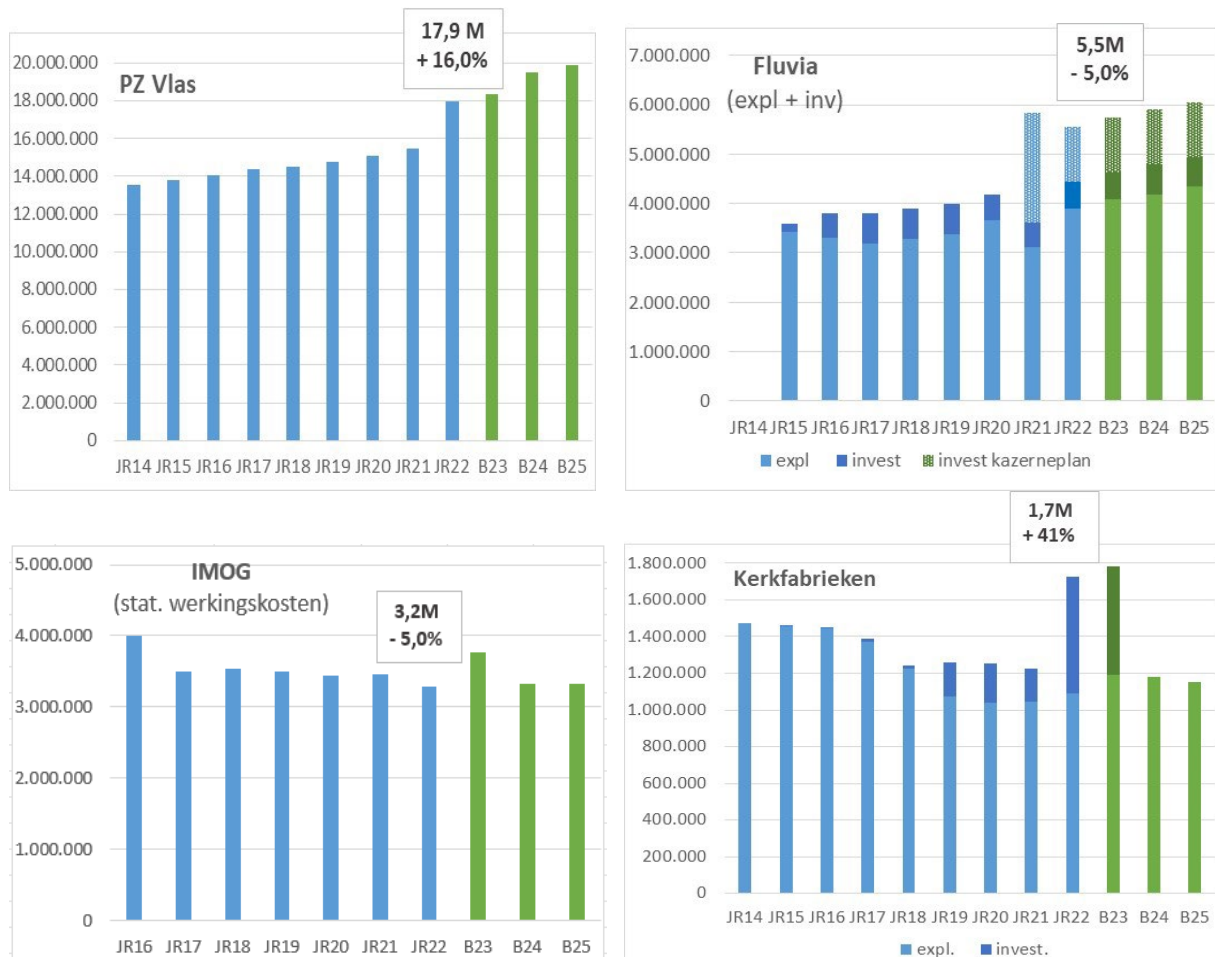 17,9 M
+ 16,0%
PZ Vlas
20.000.000
18.000.000
16.000.000
14.000.000
12.000.000
10.000.000
8.000.000
6.000.000
4.000.000
2.000.000
0
JR14 JR15 JR16 JR17 JR18 JR19 JR20 JR21 JR22 B23 B24 B25
5,5M
- 5,0%
Fluvia
(expl + inv)
7.000.000
6.000.000
5.000.000
4.000.000
3.000.000
2.000.000
1.000.000
0
JR14 JR15 JR16 JR17 JR18 JR19 JR20 JR21 JR22 B23 B24 B25
expl invest invest kazerneplan
IMOG
(stat. werkingskosten)
3,2M
- 5,0%
5.000.000
4.000.000
3.000.000
2.000.000
1.000.000
0
JR16 JR17 JR18 JR19 JR20 JR21 JR22 B23 B24 B25
1,7M
+ 41%
Kerkfabrieken
1.800.000
1.600.000
1.400.000
1.200.000
1.000.000
800.000
600.000
400.000
200.000
0
JR14 JR15 JR16 JR17 JR18 JR19 JR20 JR21 JR22 B23 B24 B25
expl. invest.